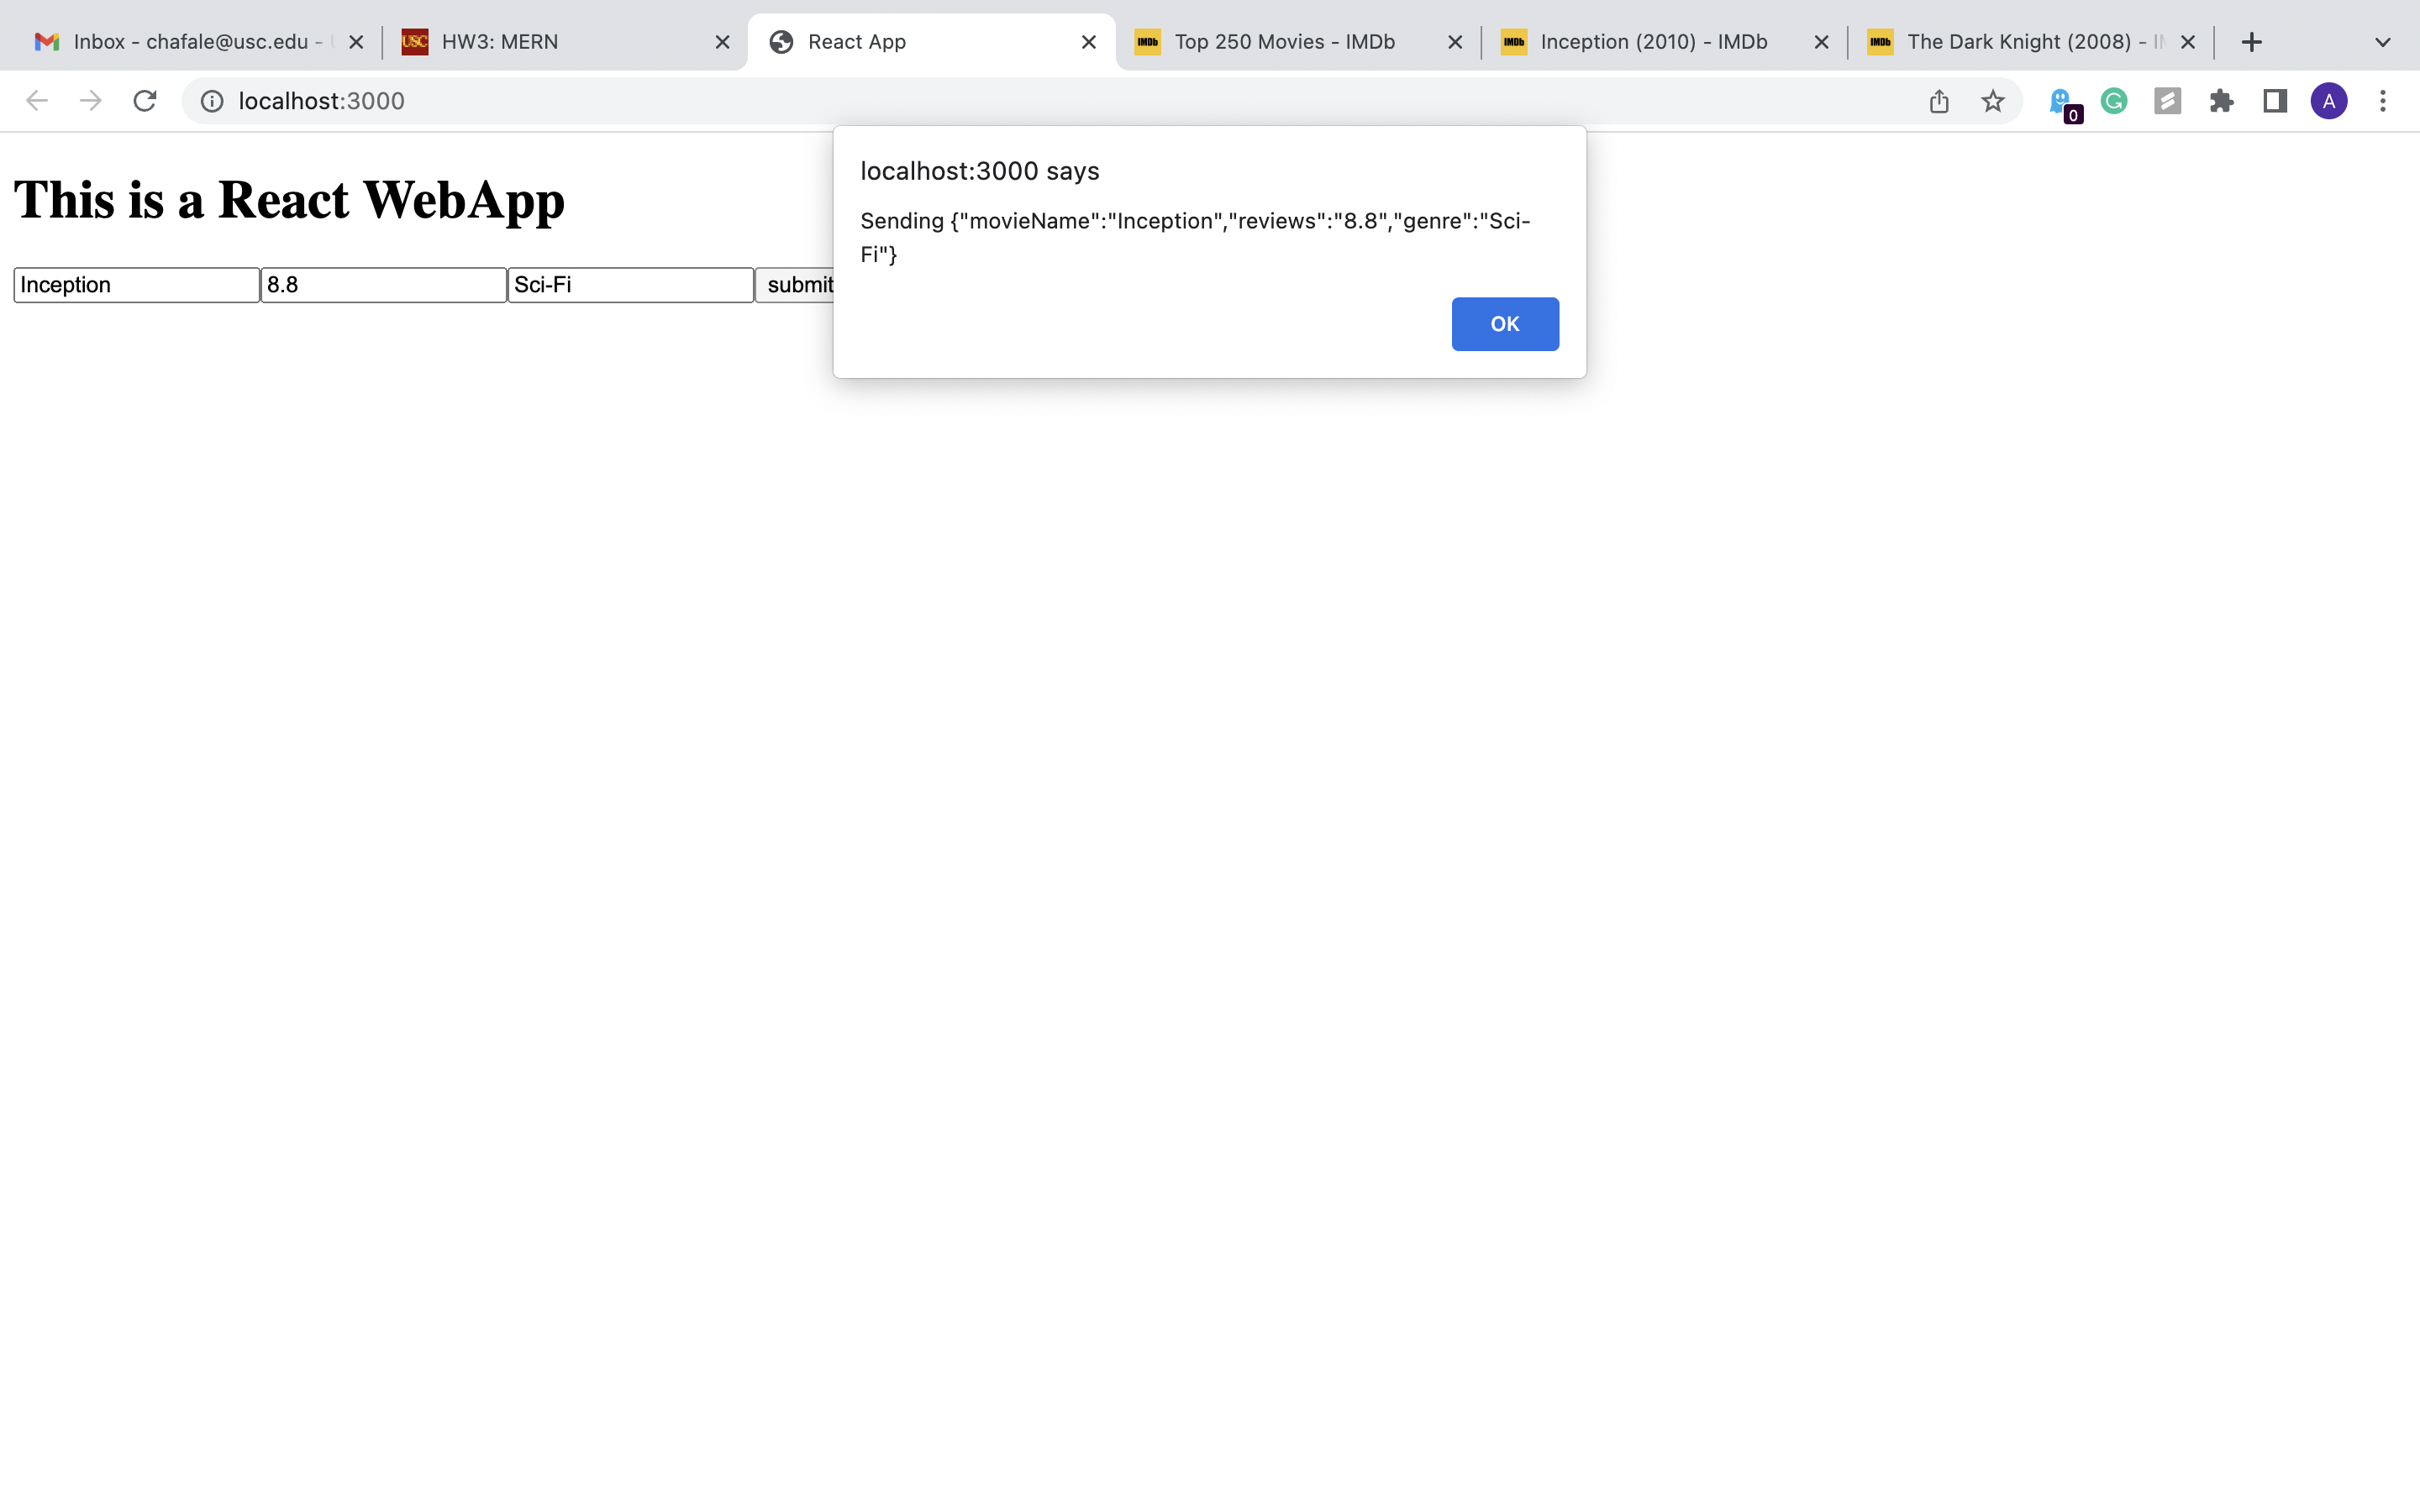 Inbox - chafale@usc.edu -
USC HW3: MERN
React App
IMDb Top 250 Movies - IMDb
IMDb Inception (2010) - IMDb
IMDb The Dark Knight (2008) -
localhost:3000
0
G
A
This is a React WebApp
Inception 8.8 Sci-Fi submit
localhost:3000 says
Sending {"movieName":"Inception","reviews":"8.8","genre":"Sci-
Fi"}
OK